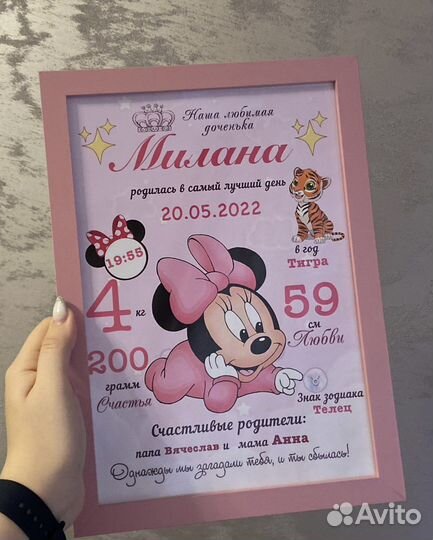 Наша любимая
доченька
Милана
родилась в самый лучший день
20.05.2022
19:55
в год
Тигра
4 кг
59
см
Любви
200
грамм
Счастья
Знак зодиака
Телец
Счастливые родители:
папа Вячеслав и мама Анна
Однажды мы загадали тебя, и ты сбылась!
Avito